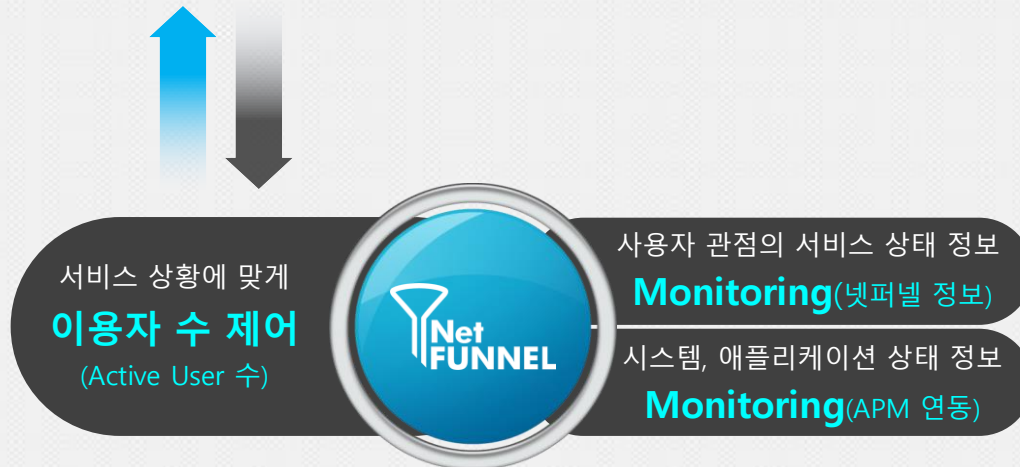 서비스 상황에 맞게
이용자 수 제어
(Active User 수)
Net
FUNNEL
사용자 관점의 서비스 상태 정보
Monitoring(넷퍼넬 정보)
시스템, 애플리케이션 상태 정보
Monitoring(APM 연동)